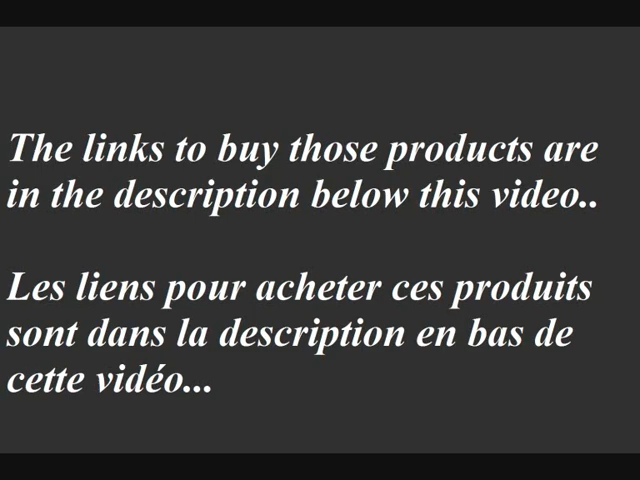 The links to buy those products are
in the description below this video..
Les liens pour acheter ces produits
sont dans la description en bas de
cette vidéo...